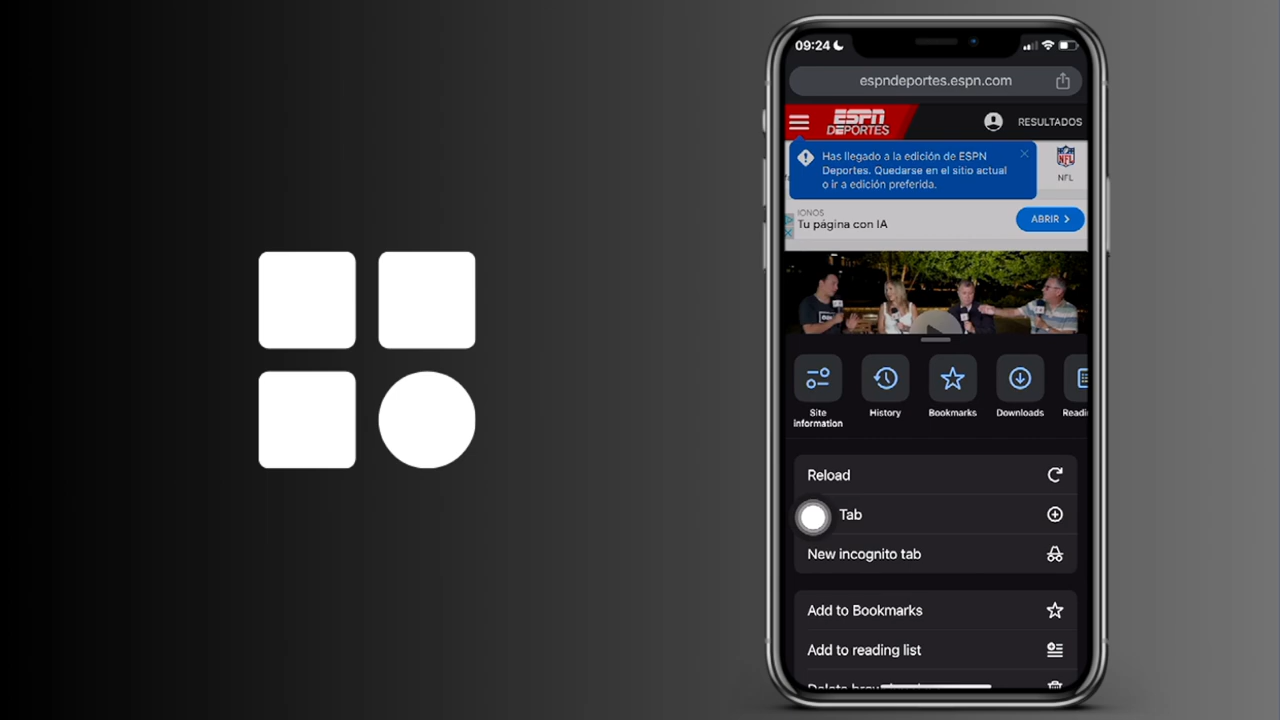 09:24
espndeportes.espn.com
ESPN
DEPORTES
RESULTADOS
Has llegado a la edición de ESPN
Deportes. Quedarse en el sitio actual
o ir a edición preferida.
NFL
IONOS
Tu página con IA
ABRIR
Site
Information
History
Bookmarks
Downloads
Readi
Reload
Tab
New incognito tab
Add to Bookmarks
Add to reading list